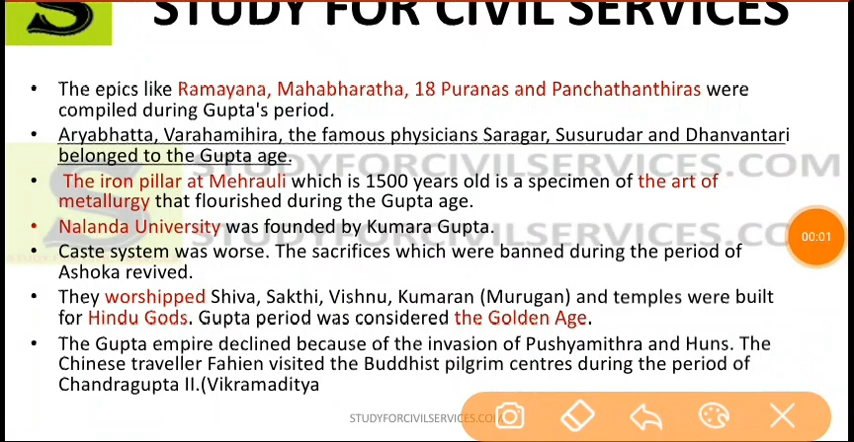 S STUDY FOR CIVIL SERVICES
• The epics like Ramayana, Mahabharatha, 18 Puranas and Panchathanthiras were
compiled during Gupta's period.
• Aryabhatta, Varahamihira, the famous physicians Saragar, Susurudar and Dhanvantari
belonged to the Gupta age.
STUDYFORCIVILSERVICES.COM
• The iron pillar at Mehrauli which is 1500 years old is a specimen of the art of
metallurgy that flourished during the Gupta age.
• Nalanda University was founded by Kumara Gupta.
00:01
• Caste system was worse. The sacrifices which were banned during the period of
Ashoka revived.
• They worshipped Shiva, Sakthi, Vishnu, Kumaran (Murugan) and temples were built
for Hindu Gods. Gupta period was considered the Golden Age.
• The Gupta empire declined because of the invasion of Pushyamithra and Huns. The
Chinese traveller Fahien visited the Buddhist pilgrim centres during the period of
Chandragupta II.(Vikramaditya
STUDYFORCIVILSERVICES.CO